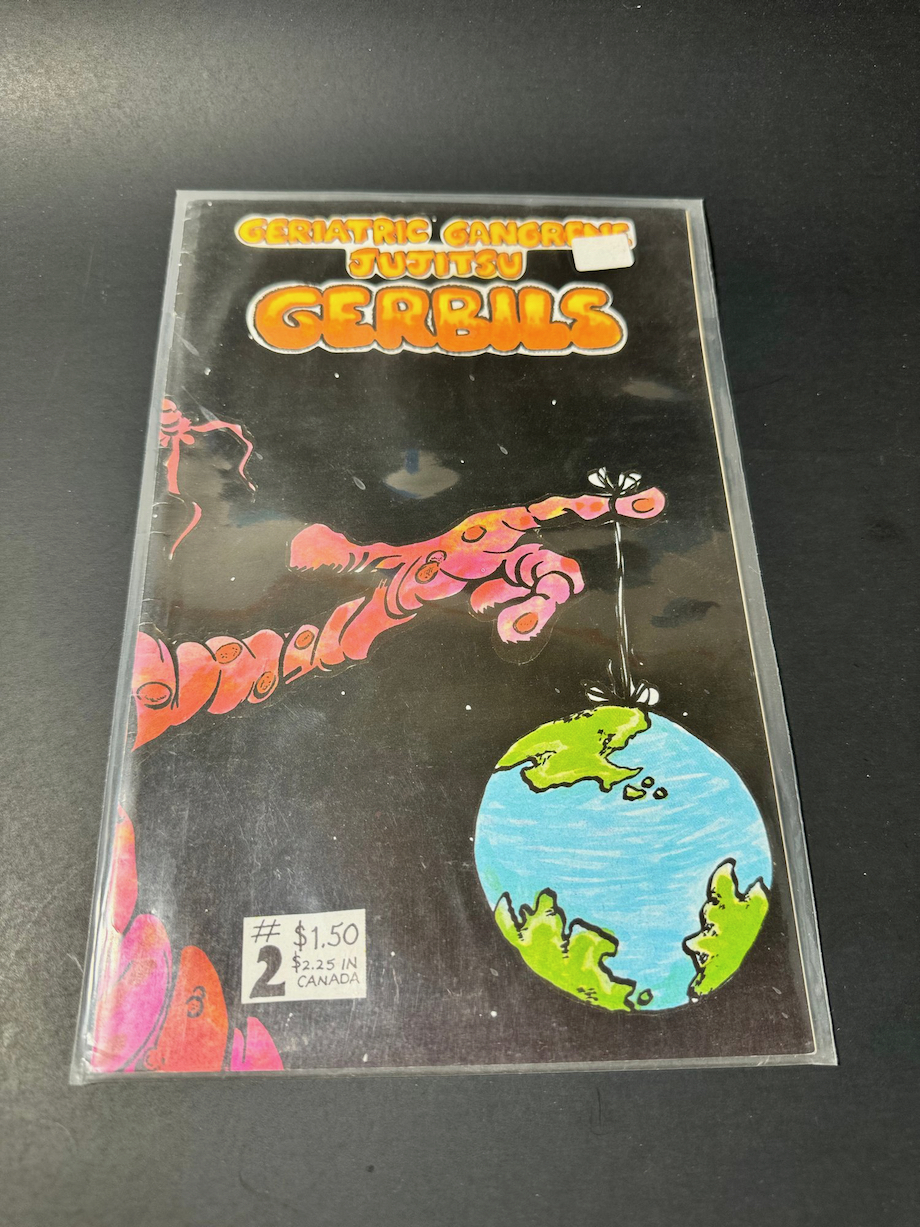 GERIATRIC GANGRENE
JUJITSU
GERBILS
# $1.50
2 $2.25 IN
CANADA